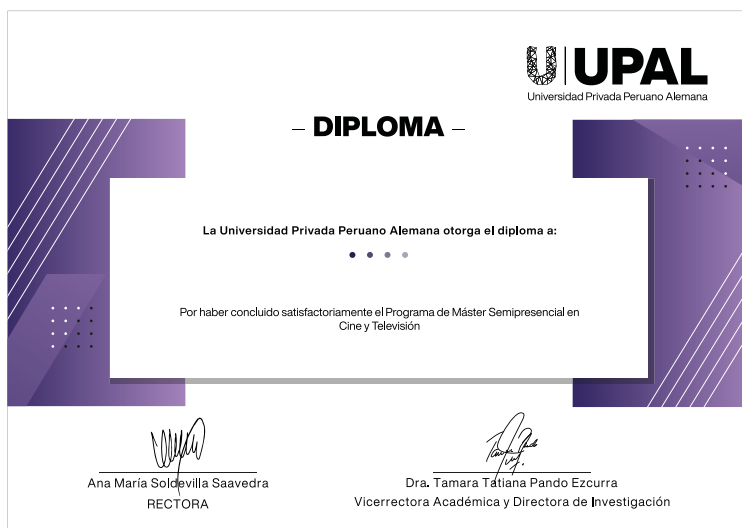 UPAL
Universidad Privada Peruano Alemana
– DIPLOMA –
La Universidad Privada Peruano Alemana otorga el diploma a:
Por haber concluido satisfactoriamente el Programa de Máster Semipresencial en
Cine y Televisión
Ana María Soldevilla Saavedra
RECTORA
Dra. Tamara Tatiana Pando Ezcurra
Vicerrectora Académica y Directora de Investigación